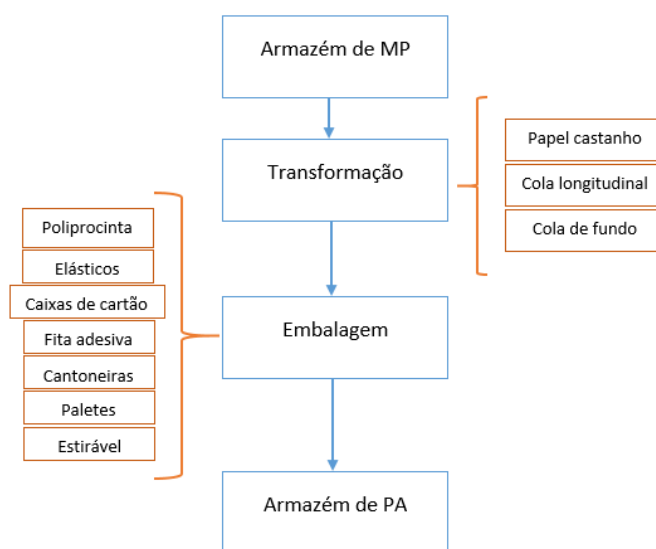 Armazém de MP
Transformação
Papel castanho
Cola longitudinal
Cola de fundo
Poliprocinta
Elásticos
Caixas de cartão
Fita adesiva
Cantoneiras
Paletes
Estirável
Embalagem
Armazém de PA